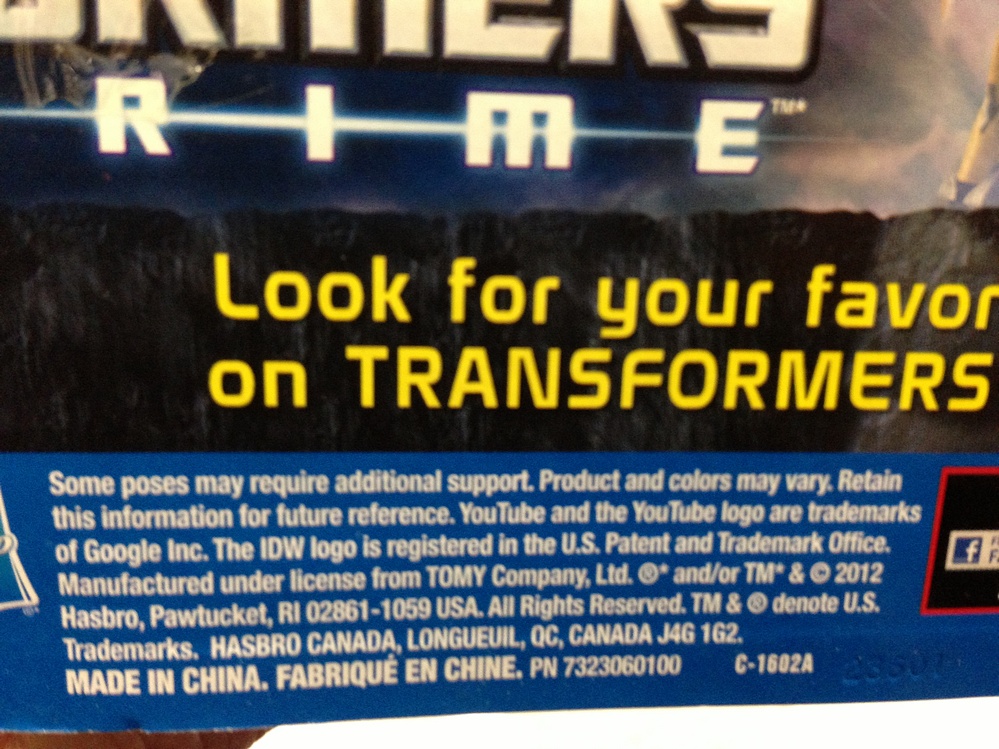 ORMERS
RIME™*
Look for your favor
on TRANSFORMERS
Some poses may require additional support. Product and colors may vary. Retain
this information for future reference. YouTube and the YouTube logo are trademarks
of Google Inc. The IDW logo is registered in the U.S. Patent and Trademark Office.
Manufactured under license from TOMY Company, Ltd. ®* and/or TM* & © 2012
Hasbro, Pawtucket, RI 02861-1059 USA. All Rights Reserved. TM & ® denote U.S.
Trademarks. HASBRO CANADA, LONGUEUIL, QC, CANADA J4G 1G2.
MADE IN CHINA. FABRIQUÉ EN CHINE. PN 7323060100 C-1602A
f